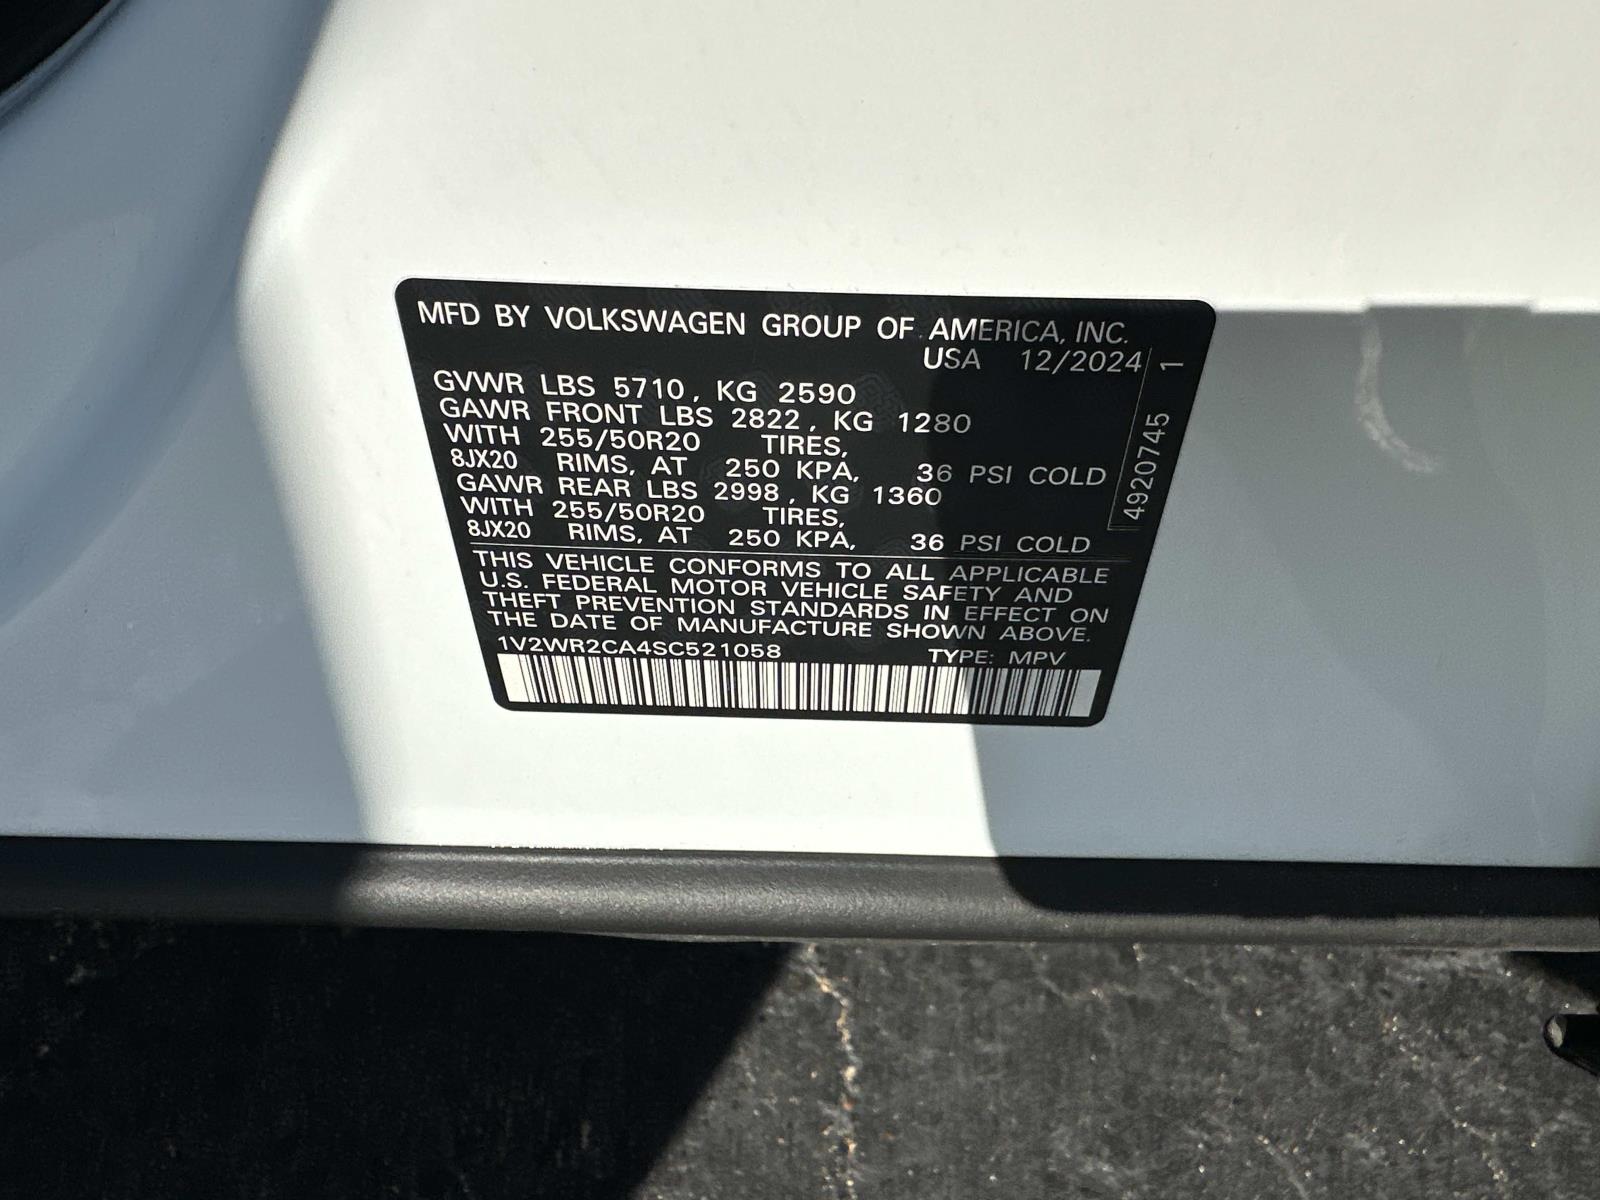 MFD BY VOLKSWAGEN GROUP OF AMERICA, INC.
USA 12/2024
GVWR LBS 5710, KG 2590
GAWR FRONT LBS 2822, KG 1280
WITH 255/50R20 TIRES,
8JX20 RIMS, AT 250 KPA, 36 PSI COLD
GAWR REAR LBS 2998, KG 1360
WITH 255/50R20 TIRES,
8JX20 RIMS, AT 250 KPA, 36 PSI COLD
THIS VEHICLE CONFORMS TO ALL APPLICABLE
U.S. FEDERAL MOTOR VEHICLE SAFETY AND
THEFT PREVENTION STANDARDS IN EFFECT ON
THE DATE OF MANUFACTURE SHOWN ABOVE.
1V2WR2CA4SC521058 TYPE: MPV
4920745 1